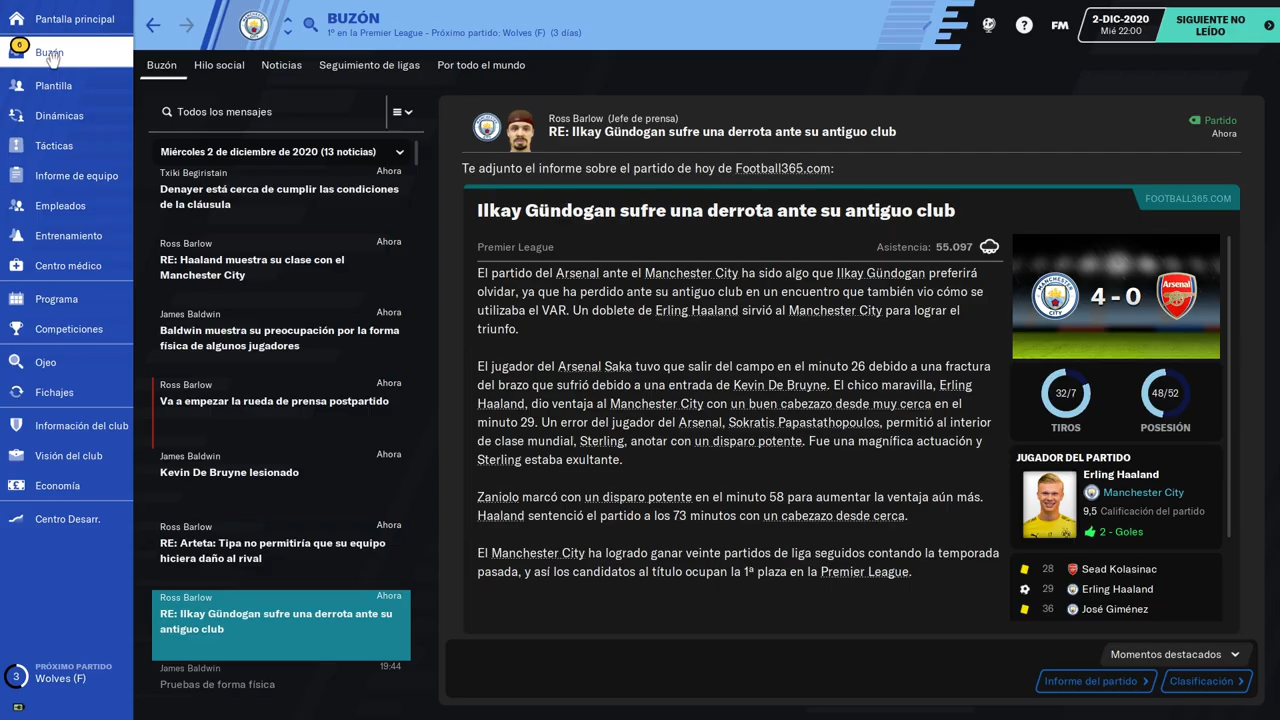 Pantalla principal
6
Buzón
Plantilla
Dinámicas
Tácticas
Informe de equipo
Empleados
Entrenamiento
Centro médico
Programa
Competiciones
Ojeo
Fichajes
Información del club
Visión del club
Economía
Centro Desarr.
3
PRÓXIMO PARTIDO
Wolves (F)
BUZÓN
1º en la Premier League - Próximo partido: Wolves (F) (3 días)
?
FM
2-DIC-2020
Mié 22:00
SIGUIENTE NO
LEÍDO
Buzón
Hilo social
Noticias
Seguimiento de ligas
Por todo el mundo
Todos los mensajes
Miércoles 2 de diciembre de 2020 (13 noticias)
Txiki Begiristain
Ahora
Denayer está cerca de cumplir las condiciones
de la cláusula
Ross Barlow
Ahora
RE: Haaland muestra su clase con el
Manchester City
James Baldwin
Ahora
Baldwin muestra su preocupación por la forma
física de algunos jugadores
Ross Barlow
Ahora
Va a empezar la rueda de prensa postpartido
James Baldwin
Ahora
Kevin De Bruyne lesionado
Ross Barlow
Ahora
RE: Arteta: Tipa no permitiría que su equipo
hiciera daño al rival
Ross Barlow
Ahora
RE: Ilkay Gündogan sufre una derrota ante su
antiguo club
James Baldwin
19:44
Pruebas de forma física
Ross Barlow (Jefe de prensa)
RE: Ilkay Gündogan sufre una derrota ante su antiguo club
Partido
Ahora
Te adjunto el informe sobre el partido de hoy de Football365.com:
FOOTBALL365.COM
Ilkay Gündogan sufre una derrota ante su antiguo club
Premier League
Asistencia: 55.097
El partido del Arsenal ante el Manchester City ha sido algo que Ilkay Gündogan preferirá
olvidar, ya que ha perdido ante su antiguo club en un encuentro que también vio cómo se
utilizaba el VAR. Un doblete de Erling Haaland sirvió al Manchester City para lograr el
triunfo.
El jugador del Arsenal Saka tuvo que salir del campo en el minuto 26 debido a una fractura
del brazo que sufrió debido a una entrada de Kevin De Bruyne. El chico maravilla, Erling
Haaland, dio ventaja al Manchester City con un buen cabezazo desde muy cerca en el
minuto 29. Un error del jugador del Arsenal, Sokratis Papastathopoulos, permitió al interior
de clase mundial, Sterling, anotar con un disparo potente. Fue una magnífica actuación y
Sterling estaba exultante.
Zaniolo marcó con un disparo potente en el minuto 58 para aumentar la ventaja aún más.
Haaland sentenció el partido a los 73 minutos con un cabezazo desde cerca.
El Manchester City ha logrado ganar veinte partidos de liga seguidos contando la temporada
pasada, y así los candidatos al título ocupan la 1ª plaza en la Premier League.
4 - 0
32/7
TIROS
48/52
POSESIÓN
JUGADOR DEL PARTIDO
Erling Haaland
Manchester City
9,5 Calificación del partido
2 - Goles
28 Sead Kolasinac
29 Erling Haaland
36 José Giménez
Momentos destacados
Informe del partido
Clasificación